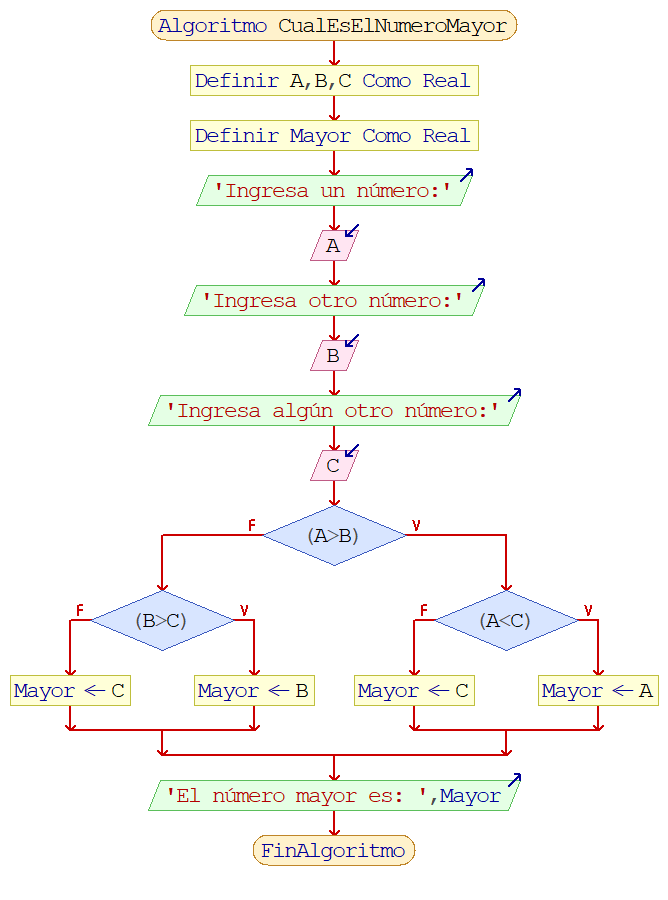 Algoritmo CualEsElNumeroMayor
Definir A,B,C Como Real
Definir Mayor Como Real
'Ingresa un número:'
A
'Ingresa otro número:'
B
'Ingresa algún otro número:'
C
F (A>B) V
F (B>C) V
F (A<C) V
Mayor ← C
Mayor ← B
Mayor ← C
Mayor ← A
'El número mayor es: ',Mayor
FinAlgoritmo